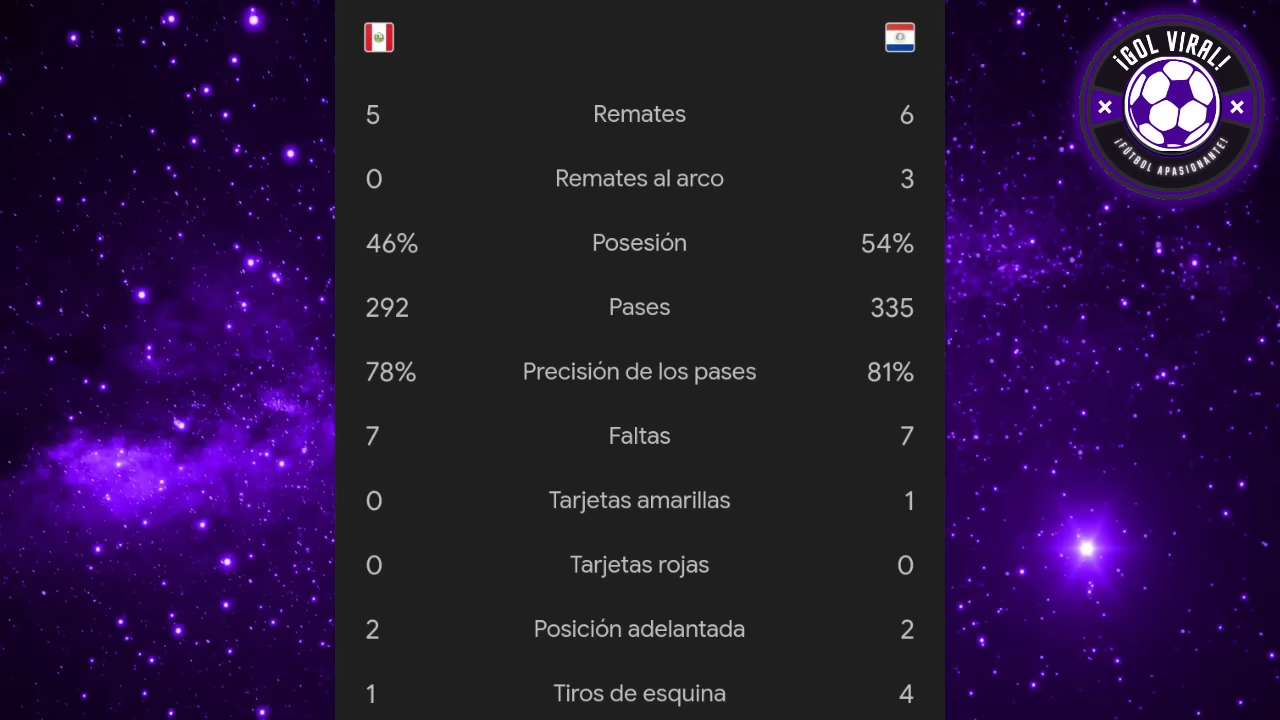 ¡GOL VIRAL!
¡FÚTBOL APASIONANTE!
5 Remates 6
0 Remates al arco 3
46% Posesión 54%
292 Pases 335
78% Precisión de los pases 81%
7 Faltas 7
0 Tarjetas amarillas 1
0 Tarjetas rojas 0
2 Posición adelantada 2
1 Tiros de esquina 4